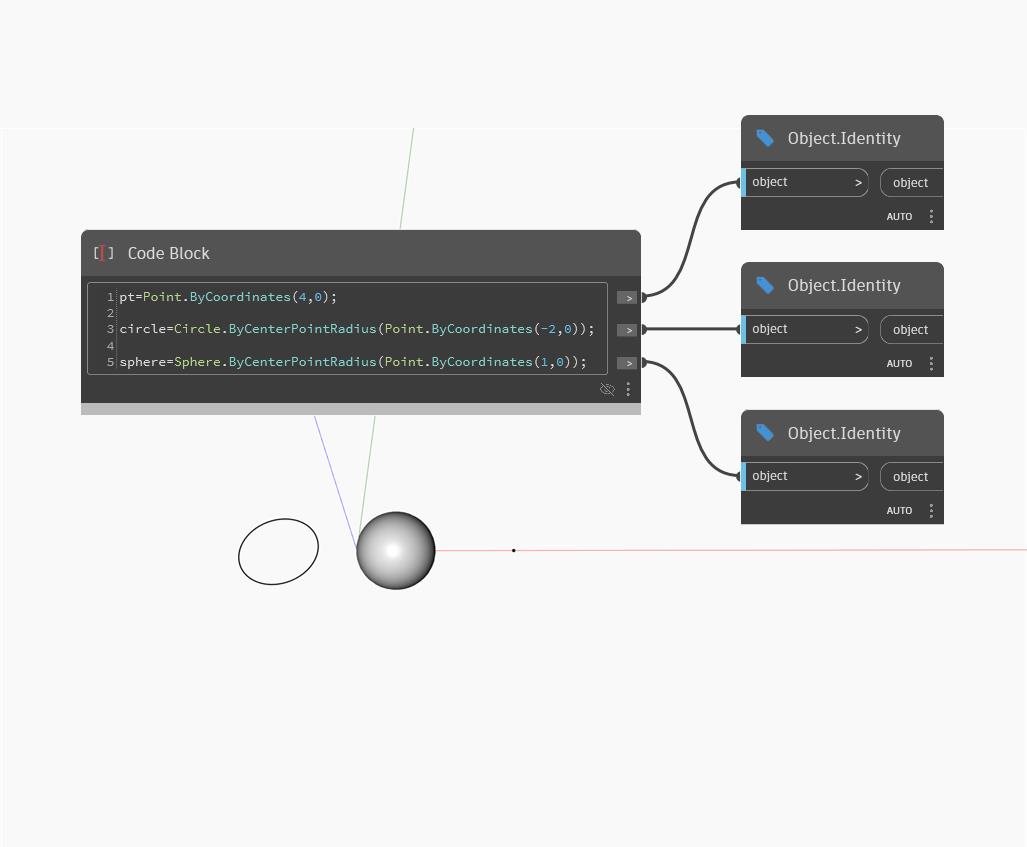 Object.Identity
object > object
AUTO
[I] Code Block
1 pt=Point.ByCoordinates(4,0); >
2
3 circle=Circle.ByCenterPointRadius(Point.ByCoordinates(-2,0)); >
4
5 sphere=Sphere.ByCenterPointRadius(Point.ByCoordinates(1,0)); >
Object.Identity
object > object
AUTO
Object.Identity
object > object
AUTO